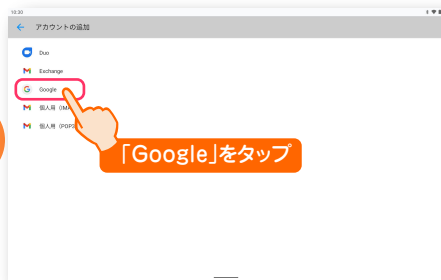 10:30
アカウントの追加
Duo
Exchange
Google
個人用 (IMA
個人用 (POP3
「Google」をタップ